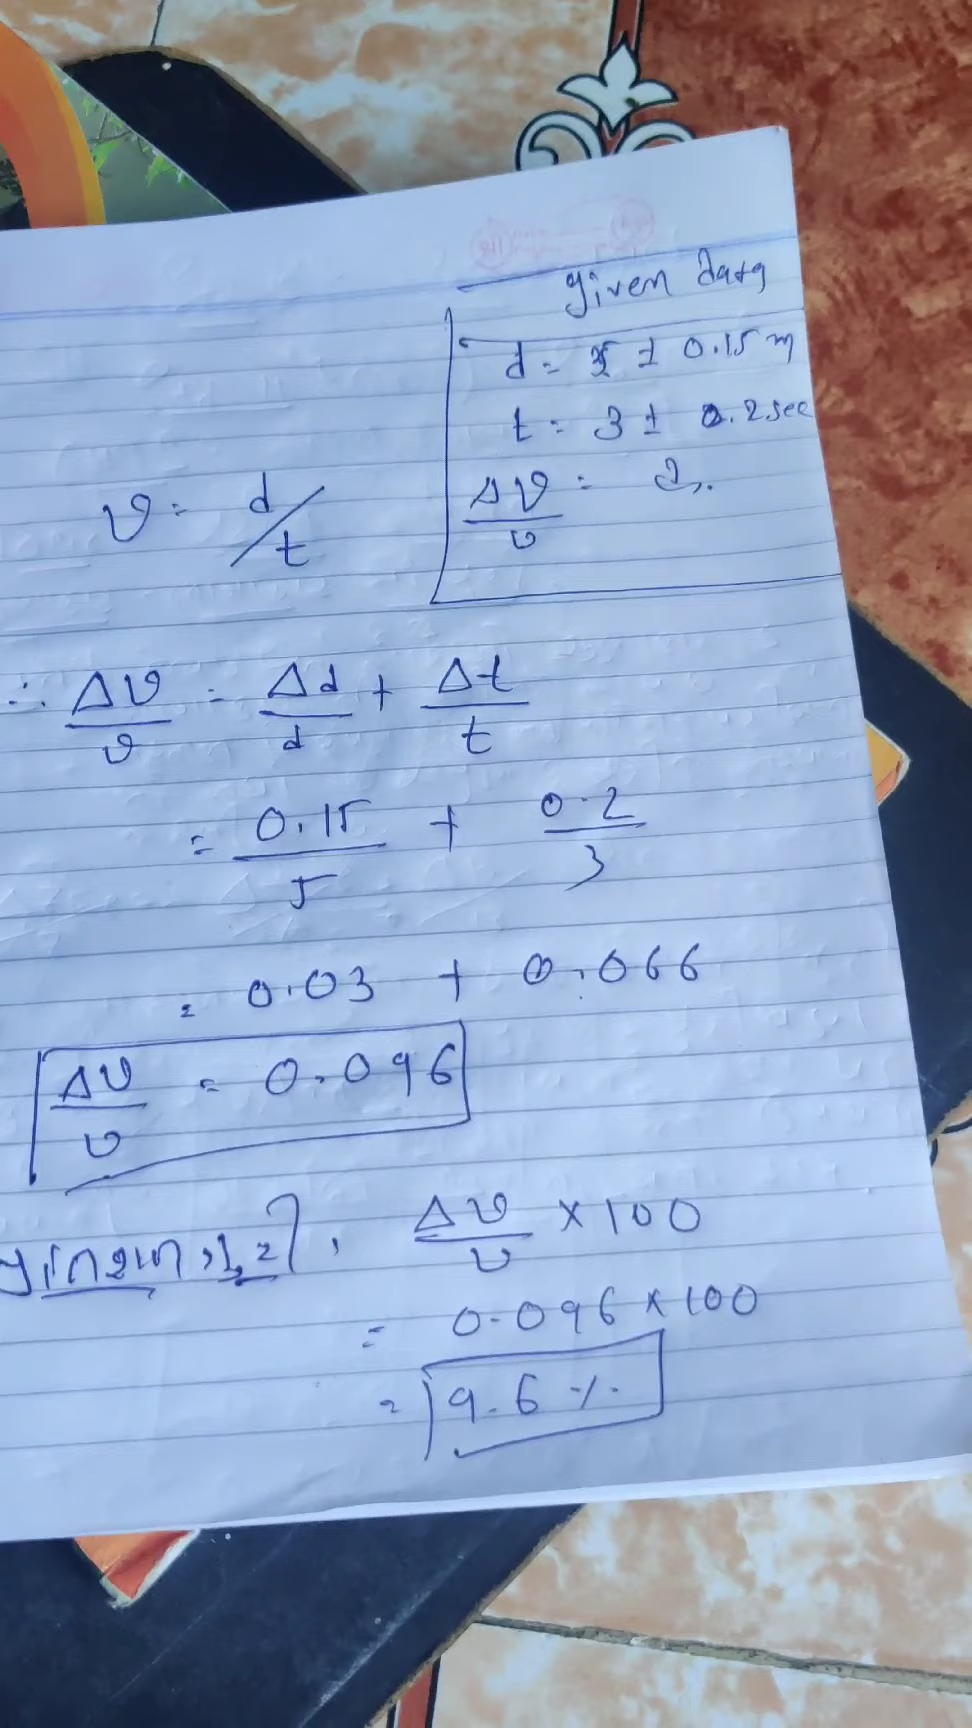 given data
d = 5 ± 0.15 m
t = 3 ± 0.2 sec
Δv/v = ?
v = d/t
∴ Δv/v = Δd/d + Δt/t
= 0.15/5 + 0.2/3
= 0.03 + 0.066
Δv/v = 0.096
Δv/v × 100
= 0.096 × 100
= 9.6 %